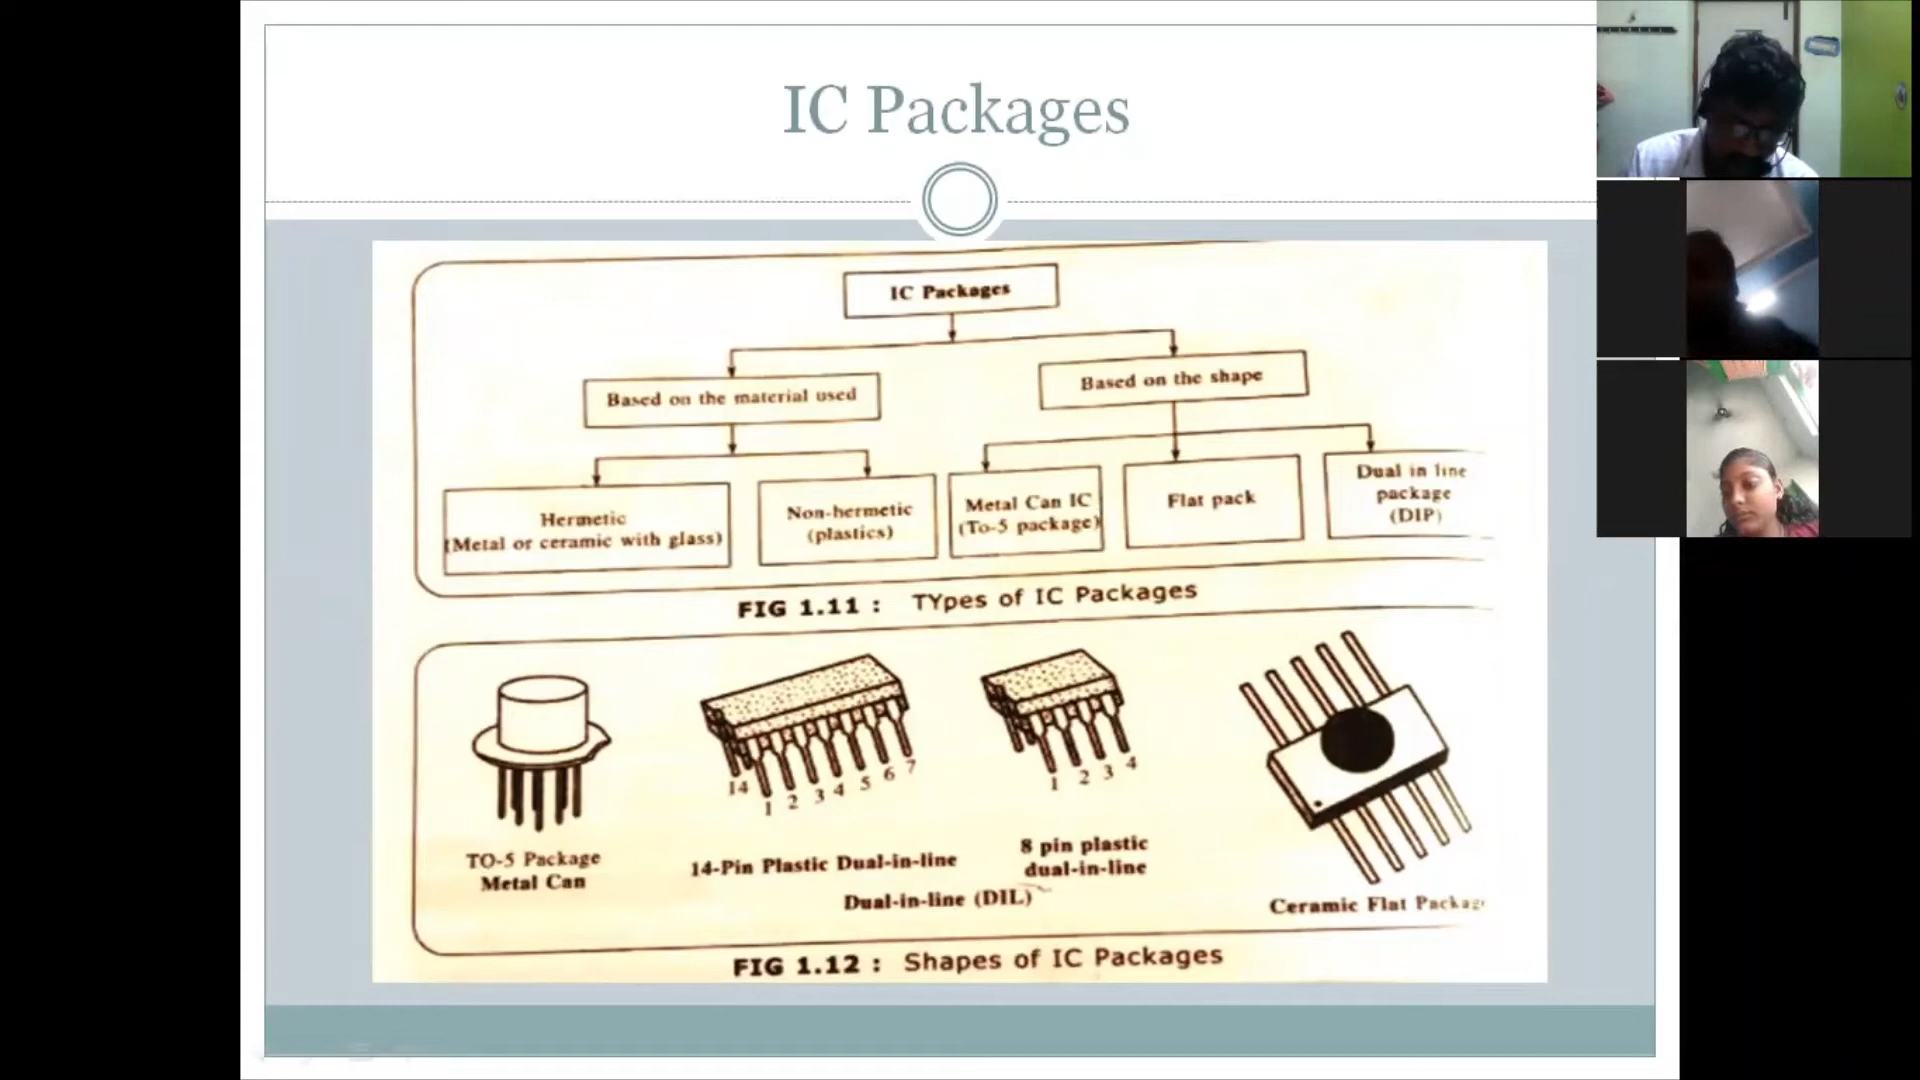 IC Packages
IC Packages
Based on the material used
Based on the shape
Hermetic
(Metal or ceramic with glass)
Non-hermetic
(plastics)
Metal Can IC
(To-5 package)
Flat pack
Dual in line
package
(DIP)
FIG 1.11 : TYpes of IC Packages
14
1 2 3 4 5 6 7
1 2 3 4
TO-5 Package
Metal Can
14-Pin Plastic Dual-in-line
8 pin plastic
dual-in-line
Dual-in-line (DIL)
Ceramic Flat
FIG 1.12 : Shapes of IC Packages